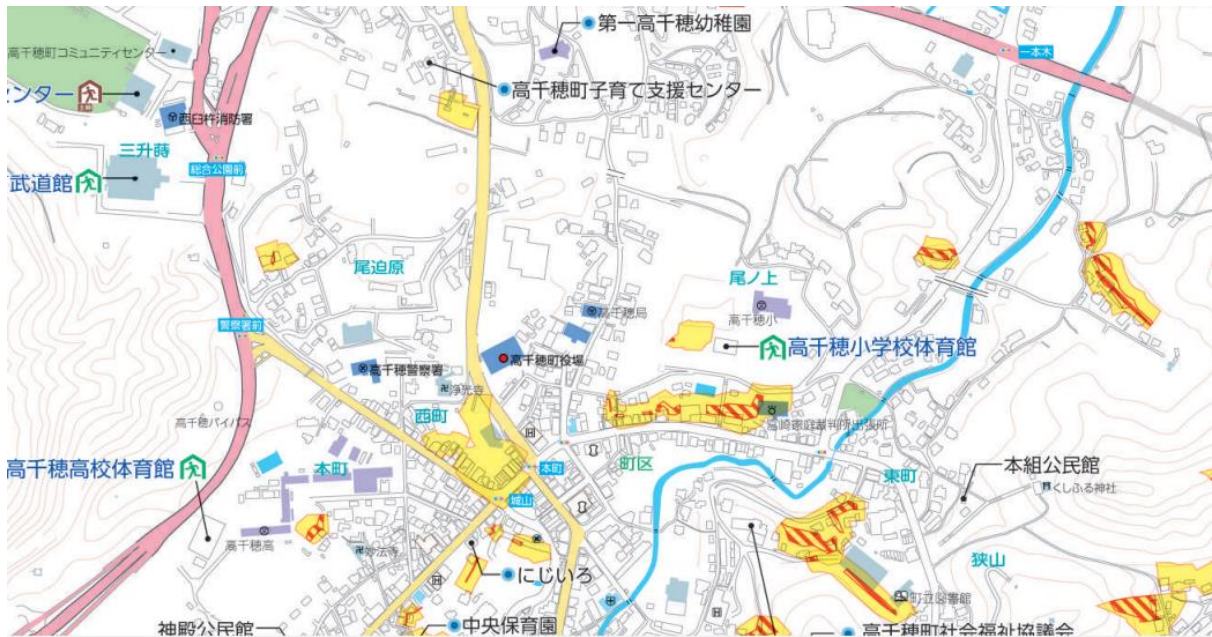 第一高千穂幼稚園
一本木
高千穂町コミュニティセンター
高千穂町子育て支援センター
ンター
西臼杵消防署
三升蒔
総合公園前
武道館
尾迫原
尾ノ上
高千穂局
高千穂小
警察署前
高千穂小学校体育館
高千穂町役場
高千穂警察署
浄光寺
西町
高千穂バイパス
宮崎家庭裁判所出張所
町区
本町
高千穂高校体育館
本町
東町
本組公民館
くしふる神社
城山
高千穂高
妙法寺
狭山
にじいろ
町立図書館
神殿公民館
中央保育園
高千穂町社会福祉協議会